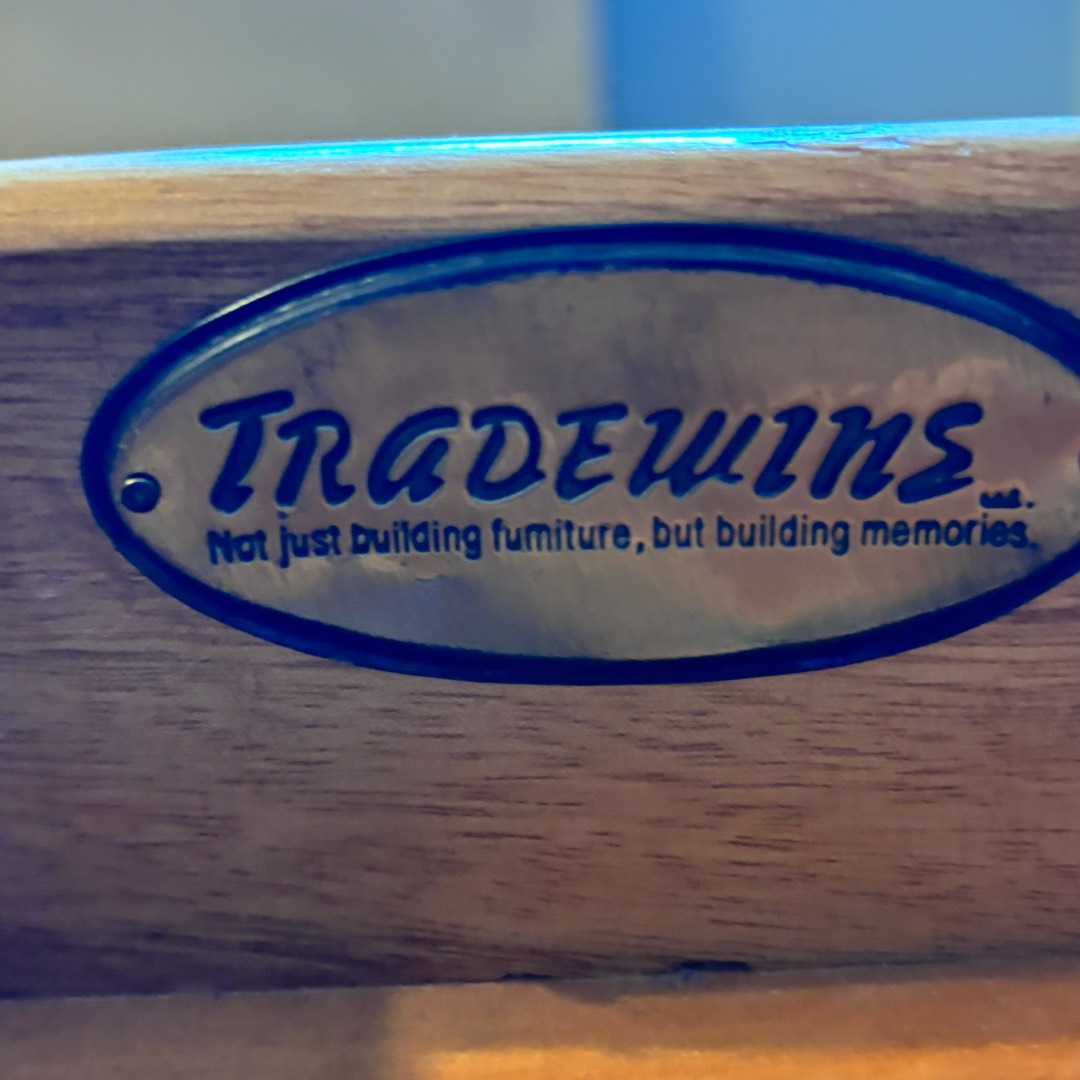 TRADEWINS
Not just building furniture, but building memories.